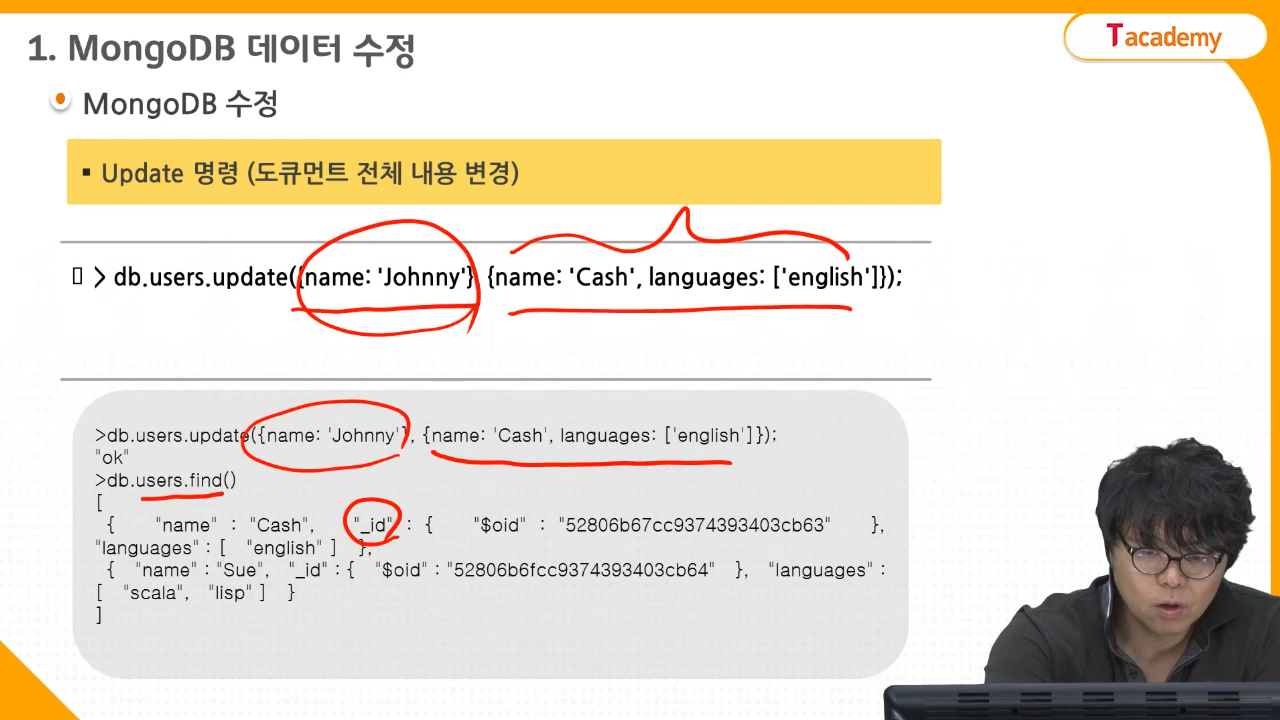 1. MongoDB 데이터 수정
Tacademy
MongoDB 수정
▪ Update 명령 (도큐먼트 전체 내용 변경)
> db.users.update({name: 'Johnny'}, {name: 'Cash', languages: ['english']});
>db.users.update({name: 'Johnny'}, {name: 'Cash', languages: ['english']});
"ok"
>db.users.find()
[
{ "name" : "Cash", "_id" : { "$oid" : "52806b67cc9374393403cb63" },
"languages" : [ "english" ] },
{ "name" : "Sue", "_id" : { "$oid" : "52806b6fcc9374393403cb64" }, "languages" :
[ "scala", "lisp" ] }
]